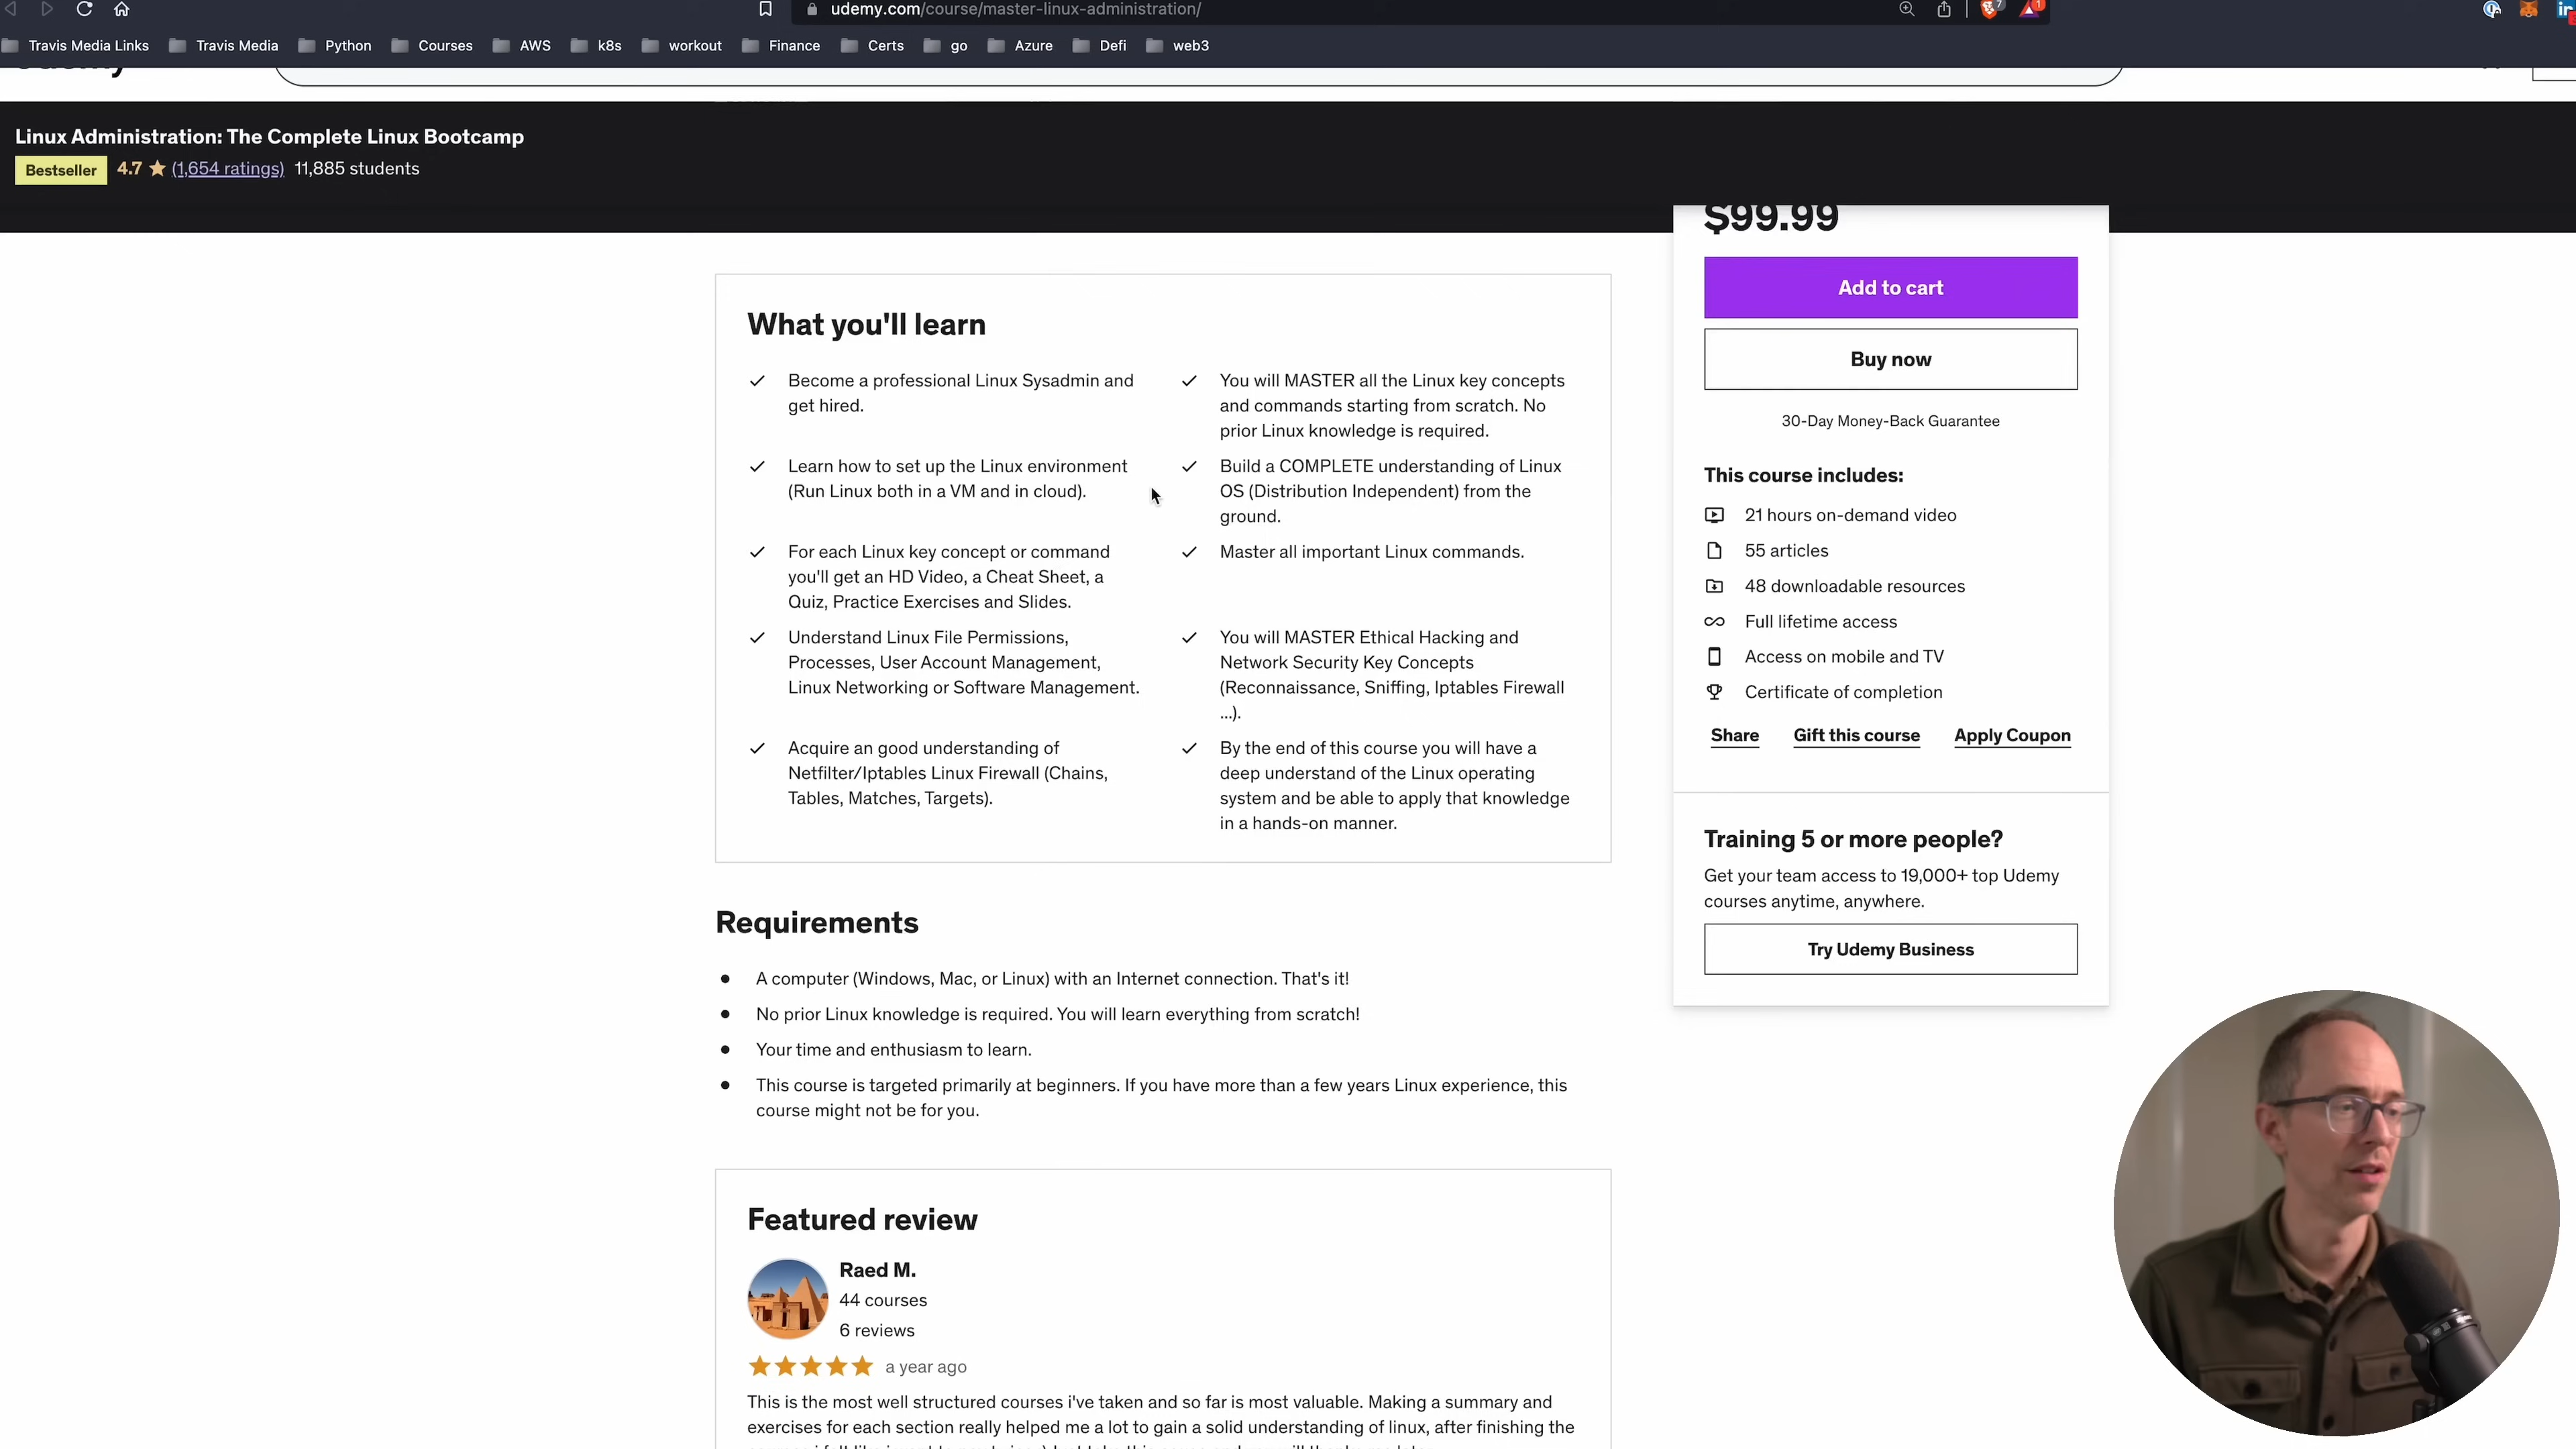 udemy.com/course/master-linux-administration/
7
1
Travis Media Links
Travis Media
Python
Courses
AWS
k8s
workout
Finance
Certs
go
Azure
Defi
web3
Linux Administration: The Complete Linux Bootcamp
Bestseller 4.7 (1,654 ratings) 11,885 students
$99.99
Add to cart
Buy now
30-Day Money-Back Guarantee
This course includes:
21 hours on-demand video
55 articles
48 downloadable resources
Full lifetime access
Access on mobile and TV
Certificate of completion
Share Gift this course Apply Coupon
Training 5 or more people?
Get your team access to 19,000+ top Udemy
courses anytime, anywhere.
Try Udemy Business
What you'll learn
Become a professional Linux Sysadmin and
get hired.
You will MASTER all the Linux key concepts
and commands starting from scratch. No
prior Linux knowledge is required.
Learn how to set up the Linux environment
(Run Linux both in a VM and in cloud).
Build a COMPLETE understanding of Linux
OS (Distribution Independent) from the
ground.
For each Linux key concept or command
you'll get an HD Video, a Cheat Sheet, a
Quiz, Practice Exercises and Slides.
Master all important Linux commands.
Understand Linux File Permissions,
Processes, User Account Management,
Linux Networking or Software Management.
You will MASTER Ethical Hacking and
Network Security Key Concepts
(Reconnaissance, Sniffing, Iptables Firewall
...).
Acquire an good understanding of
Netfilter/Iptables Linux Firewall (Chains,
Tables, Matches, Targets).
By the end of this course you will have a
deep understand of the Linux operating
system and be able to apply that knowledge
in a hands-on manner.
Requirements
A computer (Windows, Mac, or Linux) with an Internet connection. That's it!
No prior Linux knowledge is required. You will learn everything from scratch!
Your time and enthusiasm to learn.
This course is targeted primarily at beginners. If you have more than a few years Linux experience, this
course might not be for you.
Featured review
Raed M.
44 courses
6 reviews
a year ago
This is the most well structured courses i've taken and so far is most valuable. Making a summary and
exercises for each section really helped me a lot to gain a solid understanding of linux, after finishing the